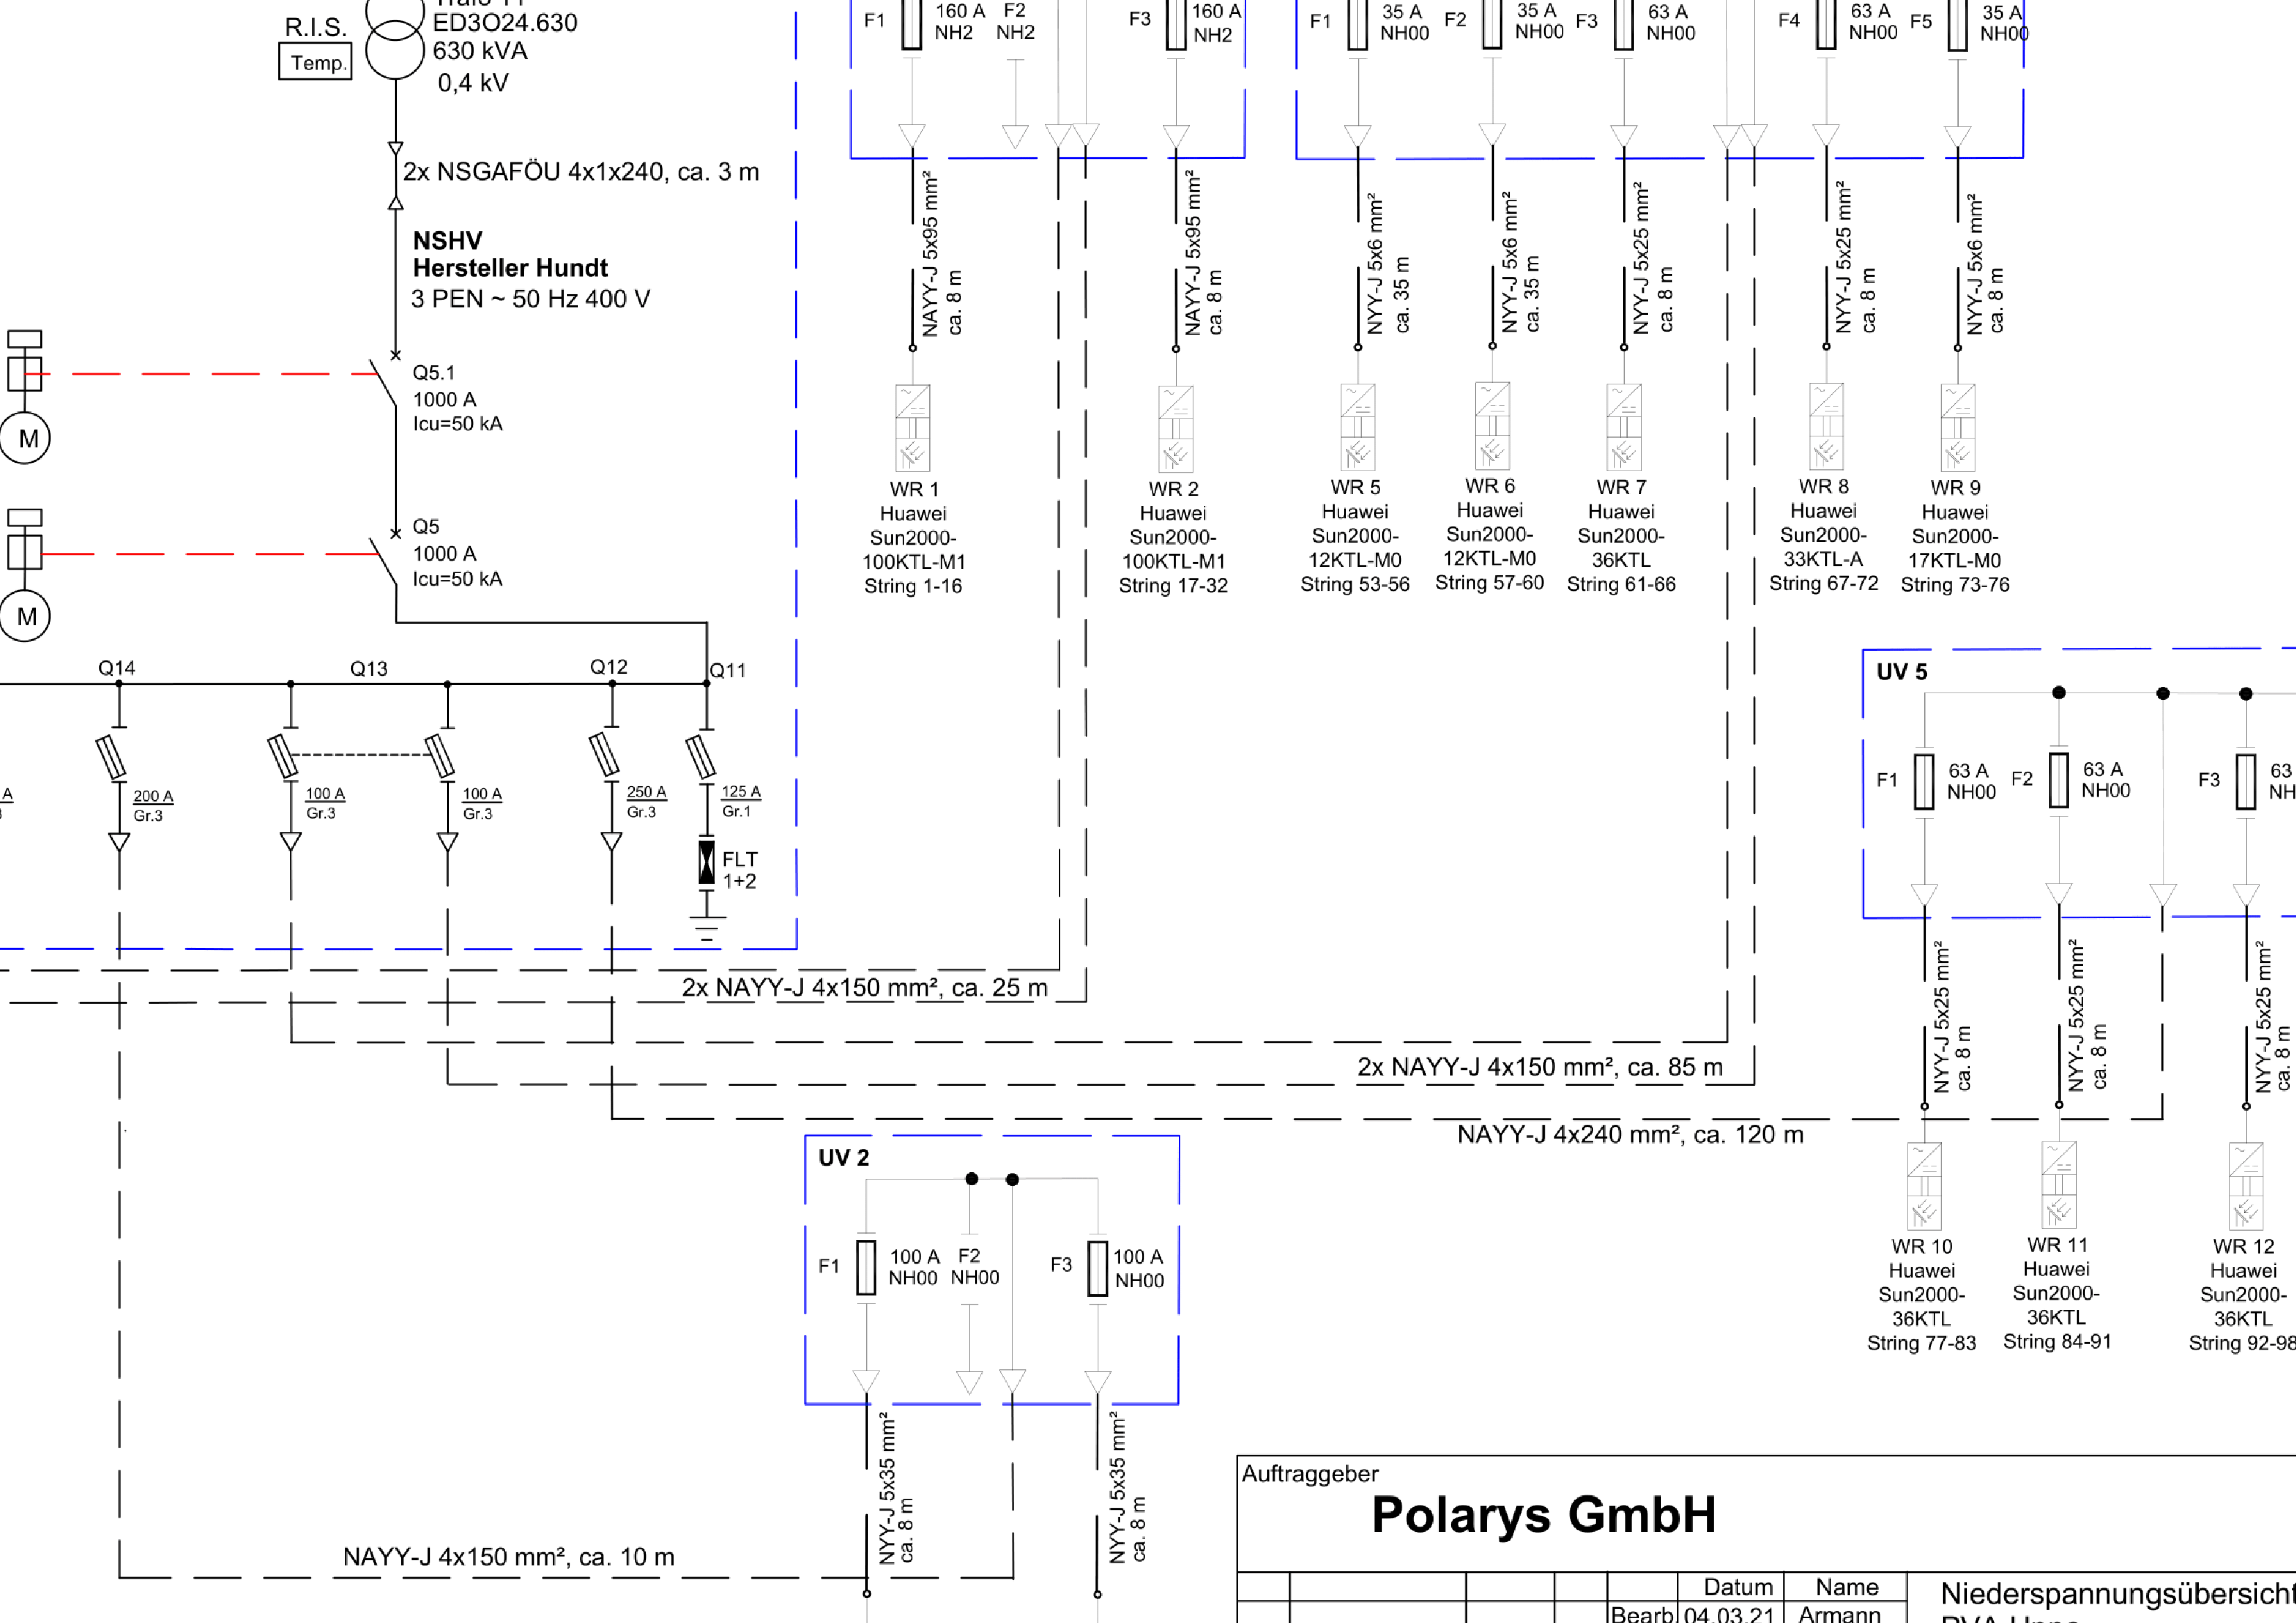 R.I.S.
Temp.
ED3O24.630
630 kVA
0,4 kV
2x NSGAFÖU 4x1x240, ca. 3 m
NSHV
Hersteller Hundt
3 PEN ~ 50 Hz 400 V
M
Q5.1
1000 A
Icu=50 kA
M
Q5
1000 A
Icu=50 kA
Q14
Q13
Q12
Q11
A
200 A
Gr.3
100 A
Gr.3
100 A
Gr.3
250 A
Gr.3
125 A
Gr.1
FLT
1+2
F1
160 A
NH2
F2
NH2
F3
160 A
NH2
NAYY-J 5x95 mm²
ca. 8 m
NAYY-J 5x95 mm²
ca. 8 m
WR 1
Huawei
Sun2000-
100KTL-M1
String 1-16
WR 2
Huawei
Sun2000-
100KTL-M1
String 17-32
F1
35 A
NH00
F2
35 A
NH00
F3
63 A
NH00
F4
63 A
NH00
F5
35 A
NH00
NYY-J 5x6 mm²
ca. 35 m
NYY-J 5x6 mm²
ca. 35 m
NYY-J 5x25 mm²
ca. 8 m
NYY-J 5x25 mm²
ca. 8 m
NYY-J 5x6 mm²
ca. 8 m
WR 5
Huawei
Sun2000-
12KTL-M0
String 53-56
WR 6
Huawei
Sun2000-
12KTL-M0
String 57-60
WR 7
Huawei
Sun2000-
36KTL
String 61-66
WR 8
Huawei
Sun2000-
33KTL-A
String 67-72
WR 9
Huawei
Sun2000-
17KTL-M0
String 73-76
UV 5
F1
63 A
NH00
F2
63 A
NH00
F3
63
NH
NYY-J 5x25 mm²
ca. 8 m
NYY-J 5x25 mm²
ca. 8 m
NYY-J 5x25 mm²
ca. 8 m
WR 10
Huawei
Sun2000-
36KTL
String 77-83
WR 11
Huawei
Sun2000-
36KTL
String 84-91
WR 12
Huawei
Sun2000-
36KTL
String 92-98
2x NAYY-J 4x150 mm², ca. 25 m
2x NAYY-J 4x150 mm², ca. 85 m
NAYY-J 4x240 mm², ca. 120 m
UV 2
F1
100 A
NH00
F2
NH00
F3
100 A
NH00
NYY-J 5x35 mm²
ca. 8 m
NYY-J 5x35 mm²
ca. 8 m
NAYY-J 4x150 mm², ca. 10 m
Auftraggeber
Polarys GmbH
Datum
Name
Bearb.
04.03.21
Armann
Niederspannungsübersicht